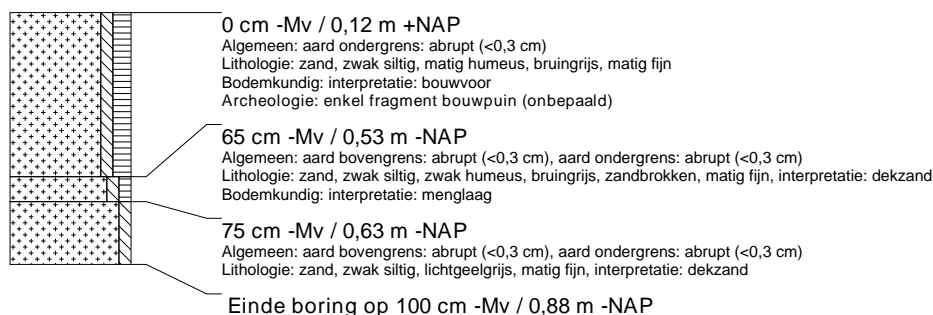 0 cm -Mv / 0,12 m +NAP
Algemeen: aard ondergrens: abrupt (<0,3 cm)
Lithologie: zand, zwak siltig, matig humeus, bruingrijs, matig fijn
Bodemkundig: interpretatie: bouwvoor
Archeologie: enkel fragment bouwpuin (onbepaald)
65 cm -Mv / 0,53 m -NAP
Algemeen: aard bovengrens: abrupt (<0,3 cm), aard ondergrens: abrupt (<0,3 cm)
Lithologie: zand, zwak siltig, zwak humeus, bruingrijs, zandbrokken, matig fijn, interpretatie: dekzand
Bodemkundig: interpretatie: menglaag
75 cm -Mv / 0,63 m -NAP
Algemeen: aard bovengrens: abrupt (<0,3 cm), aard ondergrens: abrupt (<0,3 cm)
Lithologie: zand, zwak siltig, lichtgeelgrijs, matig fijn, interpretatie: dekzand
Einde boring op 100 cm -Mv / 0,88 m -NAP